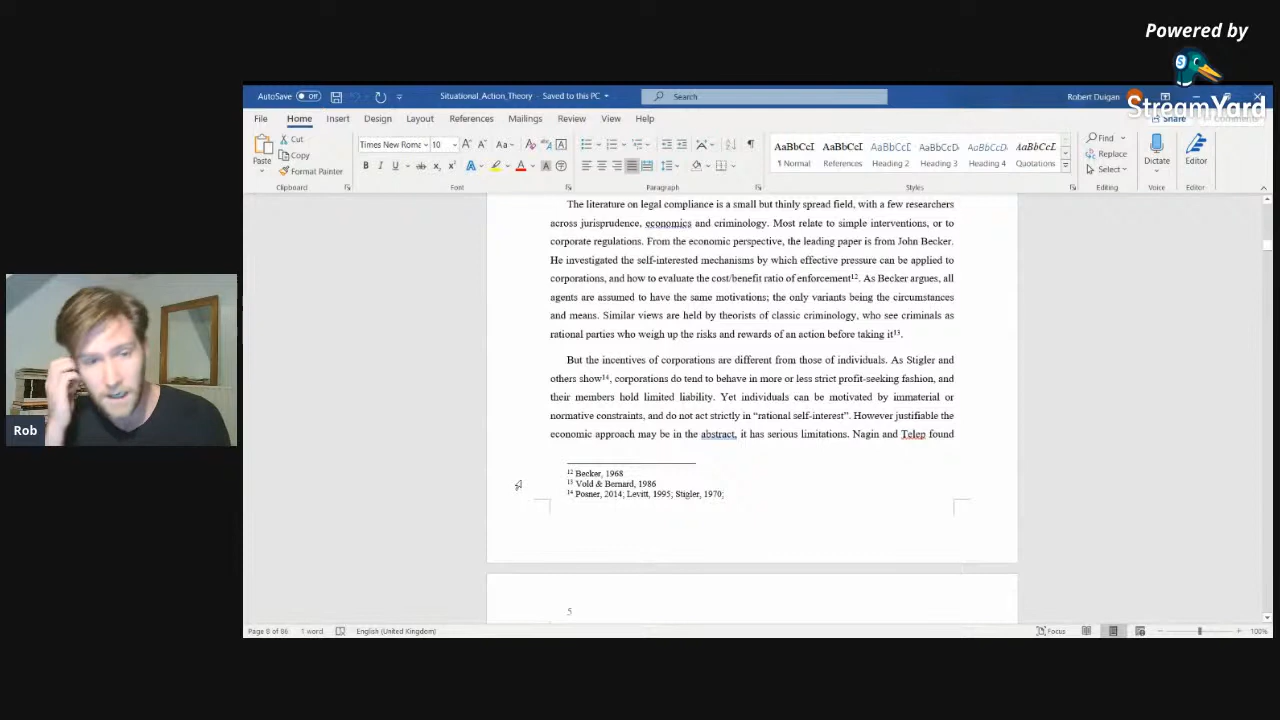 Powered by
StreamYard
AutoSave Off Situational_Action_Theory - Saved to this PC Search Robert Duigan
File Home Insert Design Layout References Mailings Review View Help Share Comments
Paste Cut Copy Format Painter
Clipboard
Times New Roma 10
Font
Paragraph
AaBbCcI AaBbCcI AaBbCcL AaBbCcD AaBbCcD AaBbCcL
1 Normal References Heading 2 Heading 3 Heading 4 Quotations
Styles
Find Replace Select
Editing
Dictate
Voice
Editor
Editor
The literature on legal compliance is a small but thinly spread field, with a few researchers
across jurisprudence, economics and criminology. Most relate to simple interventions, or to
corporate regulations. From the economic perspective, the leading paper is from John Becker.
He investigated the self-interested mechanisms by which effective pressure can be applied to
corporations, and how to evaluate the cost/benefit ratio of enforcement12. As Becker argues, all
agents are assumed to have the same motivations; the only variants being the circumstances
and means. Similar views are held by theorists of classic criminology, who see criminals as
rational parties who weigh up the risks and rewards of an action before taking it13.
But the incentives of corporations are different from those of individuals. As Stigler and
others show14, corporations do tend to behave in more or less strict profit-seeking fashion, and
their members hold limited liability. Yet individuals can be motivated by immaterial or
normative constraints, and do not act strictly in “rational self-interest”. However justifiable the
economic approach may be in the abstract, it has serious limitations. Nagin and Telep found
12 Becker, 1968
13 Vold & Bernard, 1986
14 Posner, 2014; Levitt, 1995; Stigler, 1970;
5
Rob
Page 8 of 86 1 word English (United Kingdom) Focus 100%